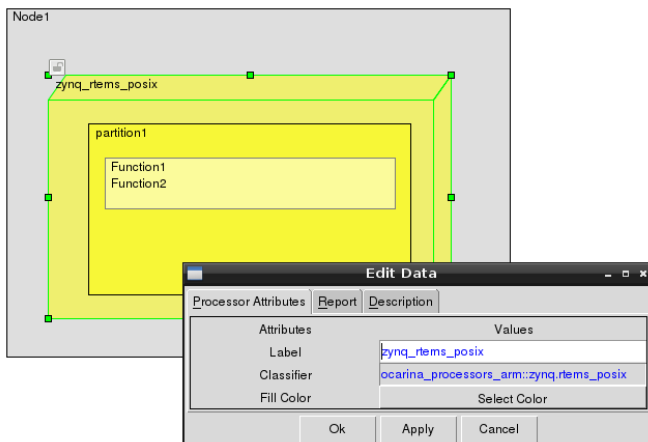 Node1
zynq_rtems_posix
partition1
Function1
Function2
Edit Data
Processor Attributes Report Description
Attributes Values
Label zynq_rtems_posix
Classifier ocarina_processors_arm::zynq.rtems_posix
Fill Color Select Color
Ok Apply Cancel